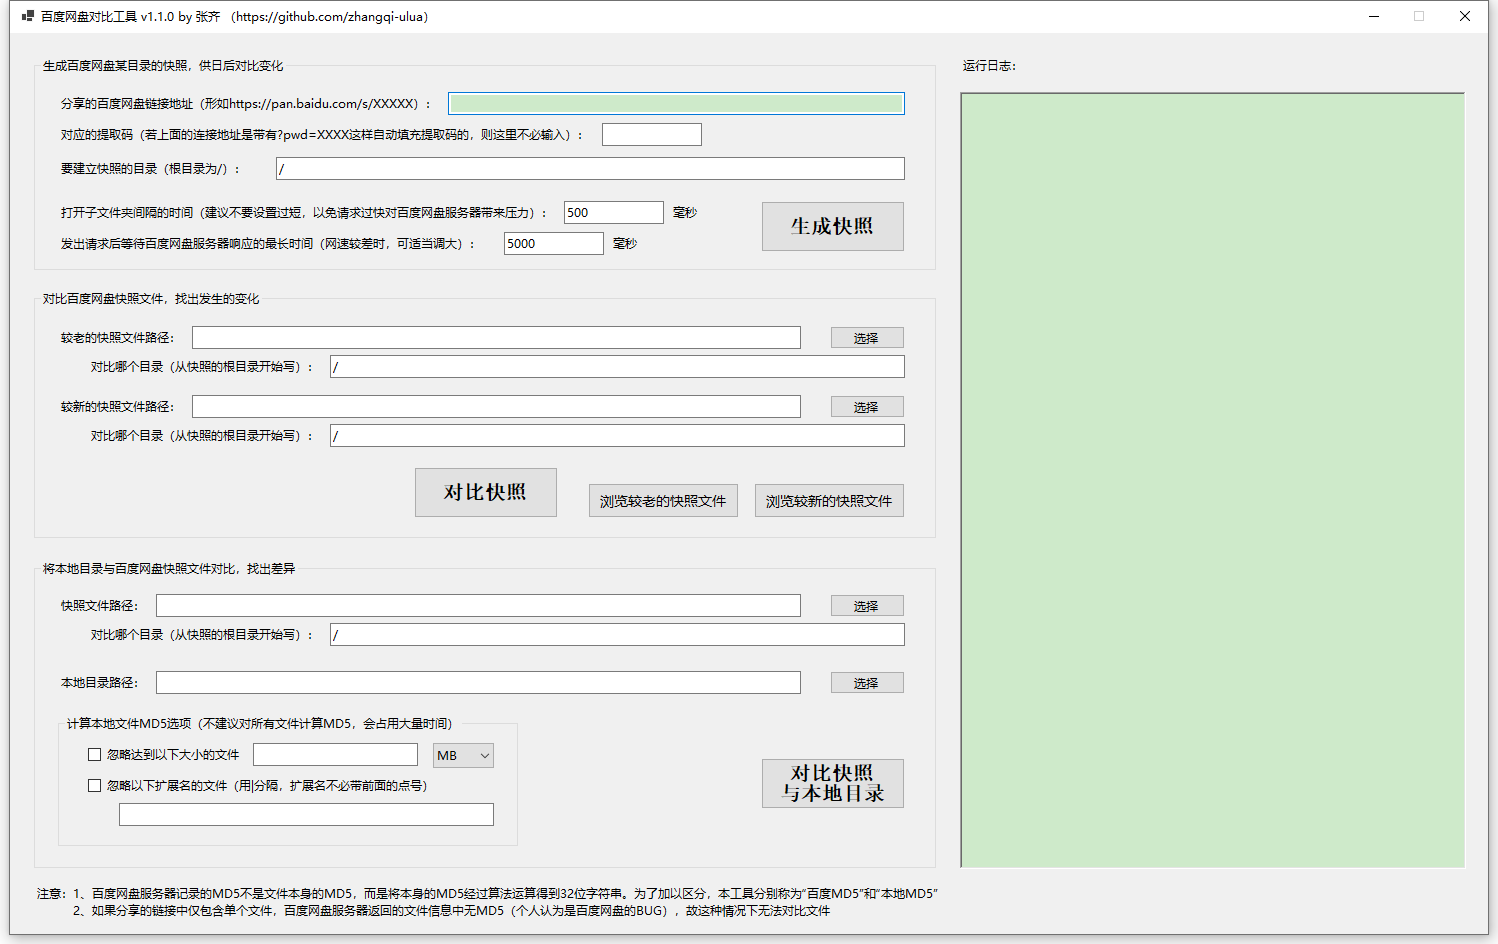 百度网盘对比工具 v1.1.0 by 张齐 （https://github.com/zhangqi-ulua）
生成百度网盘某目录的快照，供日后对比变化
分享的百度网盘链接地址（形如https://pan.baidu.com/s/XXXXX）：
对应的提取码（若上面的连接地址是带有?pwd=XXXX这样自动填充提取码的，则这里不必输入）：
要建立快照的目录（根目录为/）： /
打开子文件夹间隔的时间（建议不要设置过短，以免请求过快对百度网盘服务器带来压力）： 500 毫秒
发出请求后等待百度网盘服务器响应的最长时间（网速较差时，可适当调大）： 5000 毫秒
生成快照
对比百度网盘快照文件，找出发生的变化
较老的快照文件路径： 选择
对比哪个目录（从快照的根目录开始写）： /
较新的快照文件路径： 选择
对比哪个目录（从快照的根目录开始写）： /
对比快照 浏览较老的快照文件 浏览较新的快照文件
将本地目录与百度网盘快照文件对比，找出差异
快照文件路径： 选择
对比哪个目录（从快照的根目录开始写）： /
本地目录路径： 选择
计算本地文件MD5选项（不建议对所有文件计算MD5，会占用大量时间）
忽略达到以下大小的文件 MB
忽略以下扩展名的文件（用|分隔，扩展名不必带前面的点号）
对比快照
与本地目录
运行日志：
注意：1、百度网盘服务器记录的MD5不是文件本身的MD5，而是将本身的MD5经过算法运算得到32位字符串。为了加以区分，本工具分别称为“百度MD5”和“本地MD5”
2、如果分享的链接中仅包含单个文件，百度网盘服务器返回的文件信息中无MD5（个人认为是百度网盘的BUG），故这种情况下无法对比文件